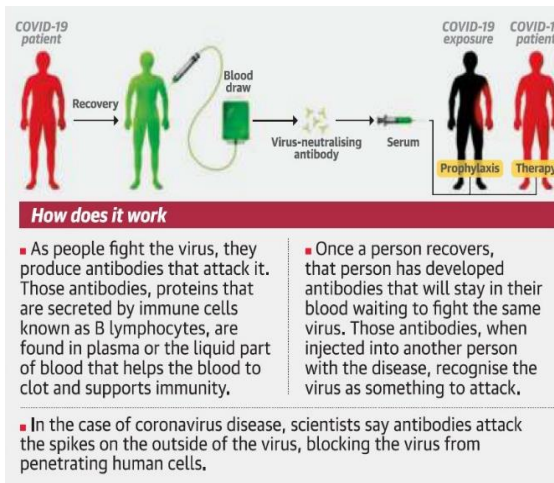 COVID-19
patient
COVID-19
exposure
COVID-19
patient
Recovery
Blood
draw
Virus-neutralising
antibody
Serum
Prophylaxis
Therapy
How does it work
▪ As people fight the virus, they
produce antibodies that attack it.
Those antibodies, proteins that
are secreted by immune cells
known as B lymphocytes, are
found in plasma or the liquid part
of blood that helps the blood to
clot and supports immunity.
▪ Once a person recovers,
that person has developed
antibodies that will stay in their
blood waiting to fight the same
virus. Those antibodies, when
injected into another person
with the disease, recognise the
virus as something to attack.
▪ In the case of coronavirus disease, scientists say antibodies attack
the spikes on the outside of the virus, blocking the virus from
penetrating human cells.